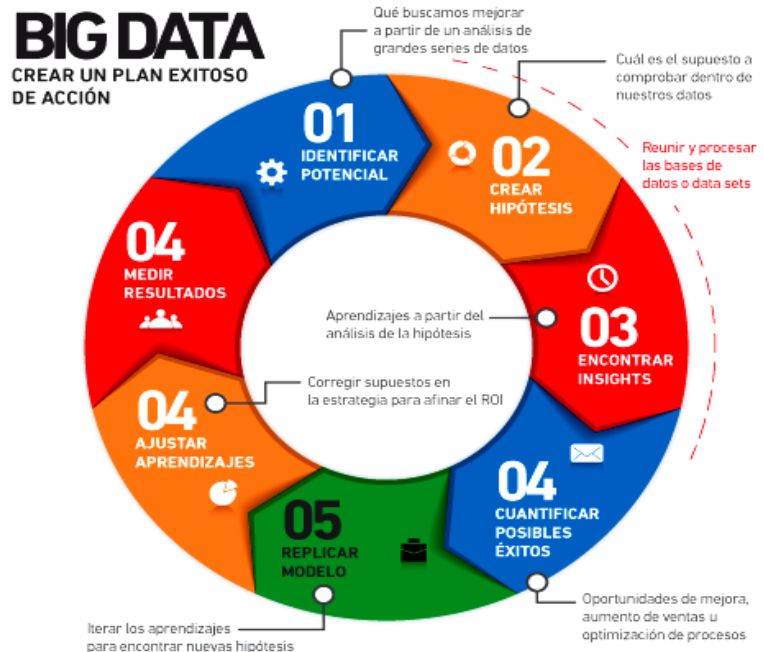 BIG DATA
CREAR UN PLAN EXITOSO
DE ACCIÓN
Qué buscamos mejorar
a partir de un análisis de
grandes series de datos
Cuál es el supuesto a
comprobar dentro de
nuestros datos
Reunir y procesar
las bases de
datos o data sets
01
IDENTIFICAR
POTENCIAL
02
CREAR
HIPÓTESIS
03
ENCONTRAR
INSIGHTS
Aprendizajes a partir del
análisis de la hipótesis
04
CUANTIFICAR
POSIBLES
ÉXITOS
Oportunidades de mejora,
aumento de ventas u
optimización de procesos
05
REPLICAR
MODELO
Iterar los aprendizajes
para encontrar nuevas hipótesis
04
AJUSTAR
APRENDIZAJES
Corregir supuestos en
la estrategia para afinar el ROI
04
MEDIR
RESULTADOS